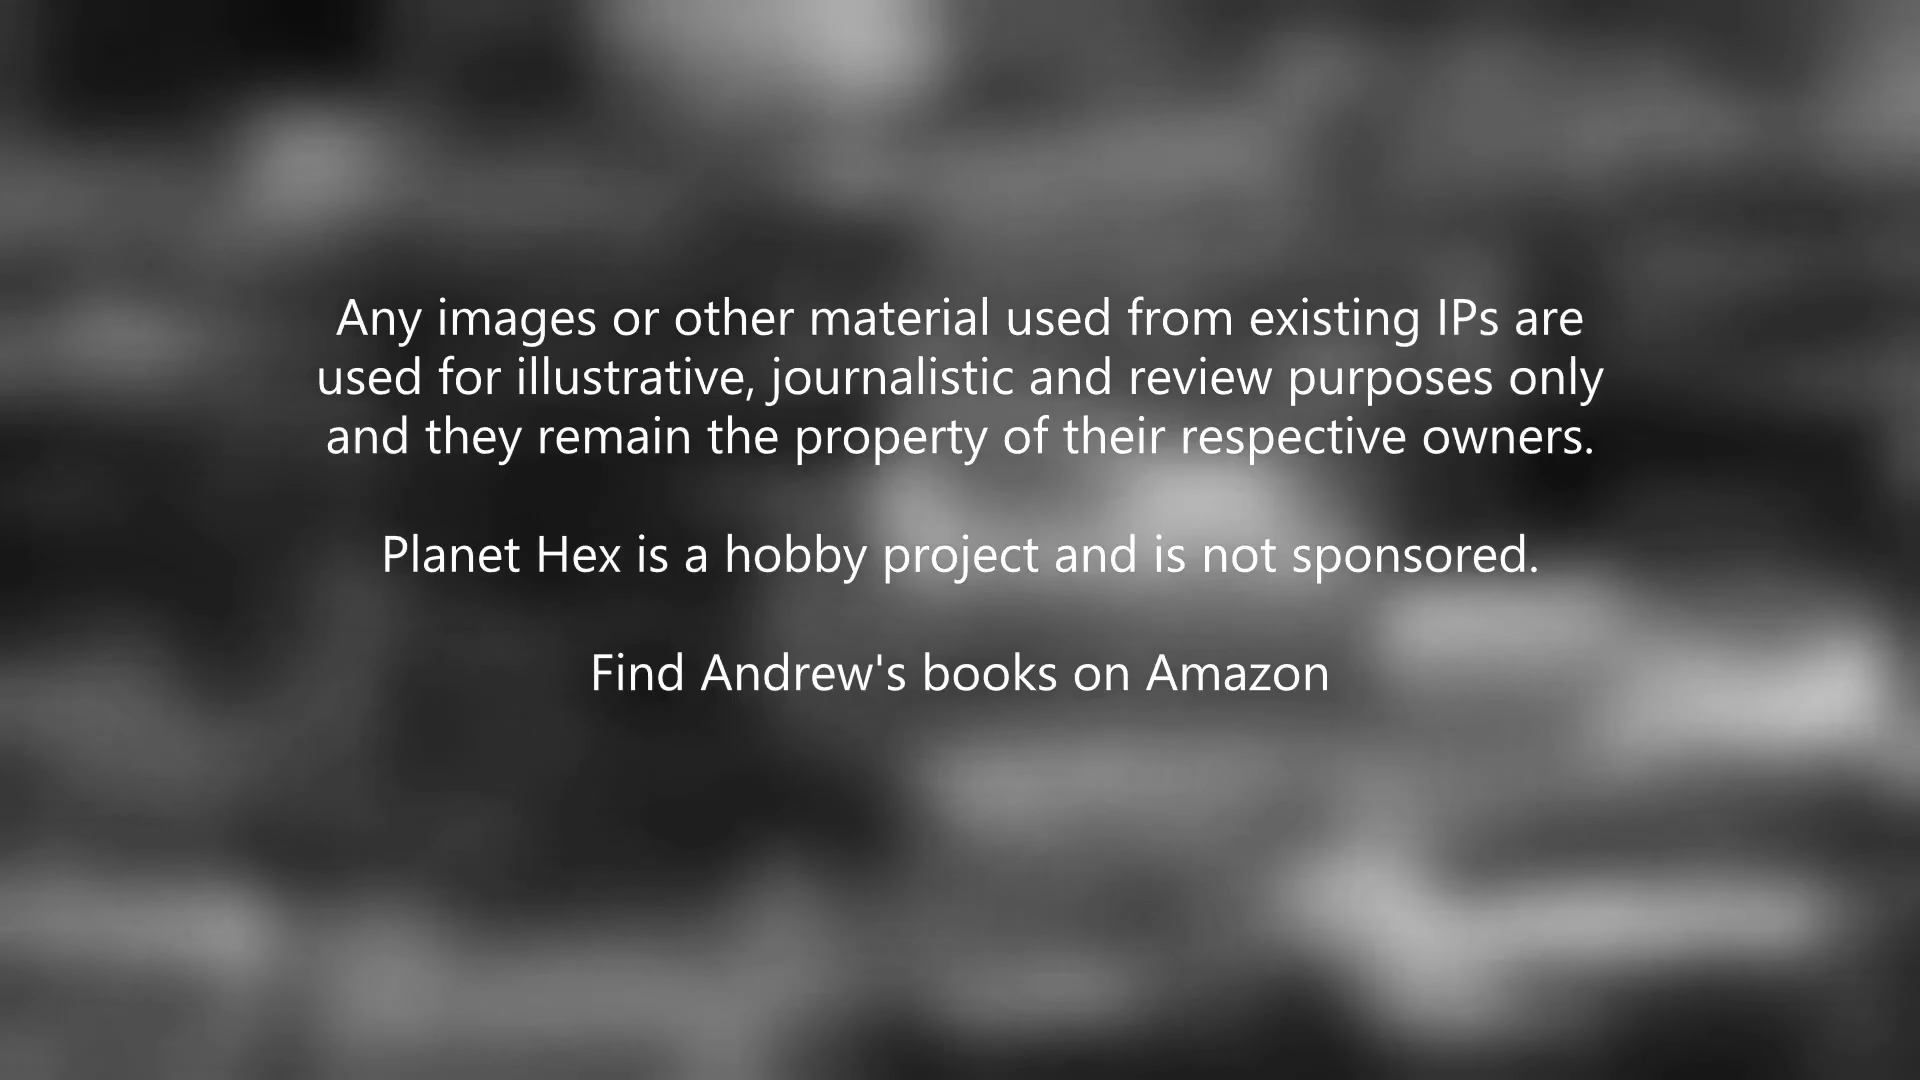 Any images or other material used from existing IPs are
used for illustrative, journalistic and review purposes only
and they remain the property of their respective owners.
Planet Hex is a hobby project and is not sponsored.
Find Andrew's books on Amazon